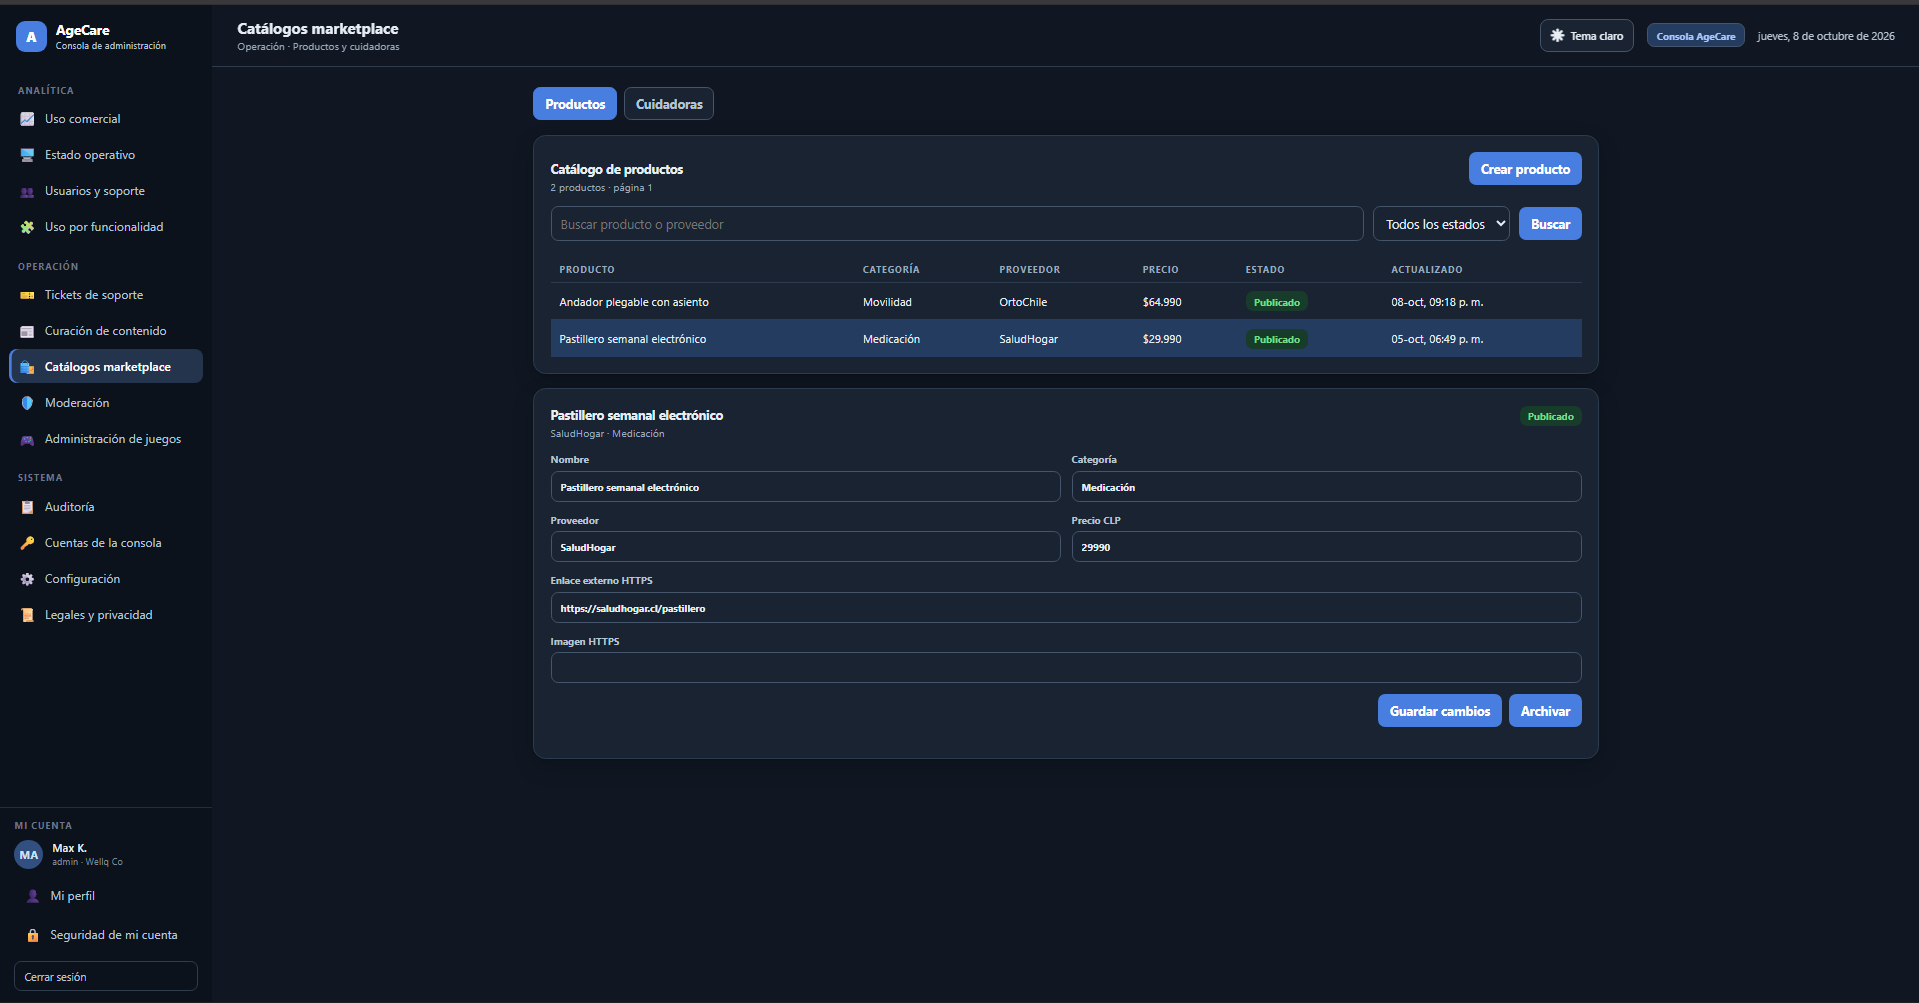 A
AgeCare
Consola de administración
ANALÍTICA
Uso comercial
Estado operativo
Usuarios y soporte
Uso por funcionalidad
OPERACIÓN
Tickets de soporte
Curación de contenido
Catálogos marketplace
Moderación
Administración de juegos
SISTEMA
Auditoría
Cuentas de la consola
Configuración
Legales y privacidad
MI CUENTA
MA
Max K.
admin · Wellq Co
Mi perfil
Seguridad de mi cuenta
Cerrar sesión
Catálogos marketplace
Operación · Productos y cuidadoras
Tema claro
Consola AgeCare
jueves, 8 de octubre de 2026
Productos
Cuidadoras
Catálogo de productos
2 productos · página 1
Crear producto
Buscar producto o proveedor
Todos los estados
Buscar
PRODUCTO CATEGORÍA PROVEEDOR PRECIO ESTADO ACTUALIZADO
Andador plegable con asiento Movilidad OrtoChile $64.990 Publicado 08-oct, 09:18 p. m.
Pastillero semanal electrónico Medicación SaludHogar $29.990 Publicado 05-oct, 06:49 p. m.
Pastillero semanal electrónico
SaludHogar · Medicación
Publicado
Nombre
Pastillero semanal electrónico
Categoría
Medicación
Proveedor
SaludHogar
Precio CLP
29990
Enlace externo HTTPS
https://saludhogar.cl/pastillero
Imagen HTTPS
Guardar cambios
Archivar